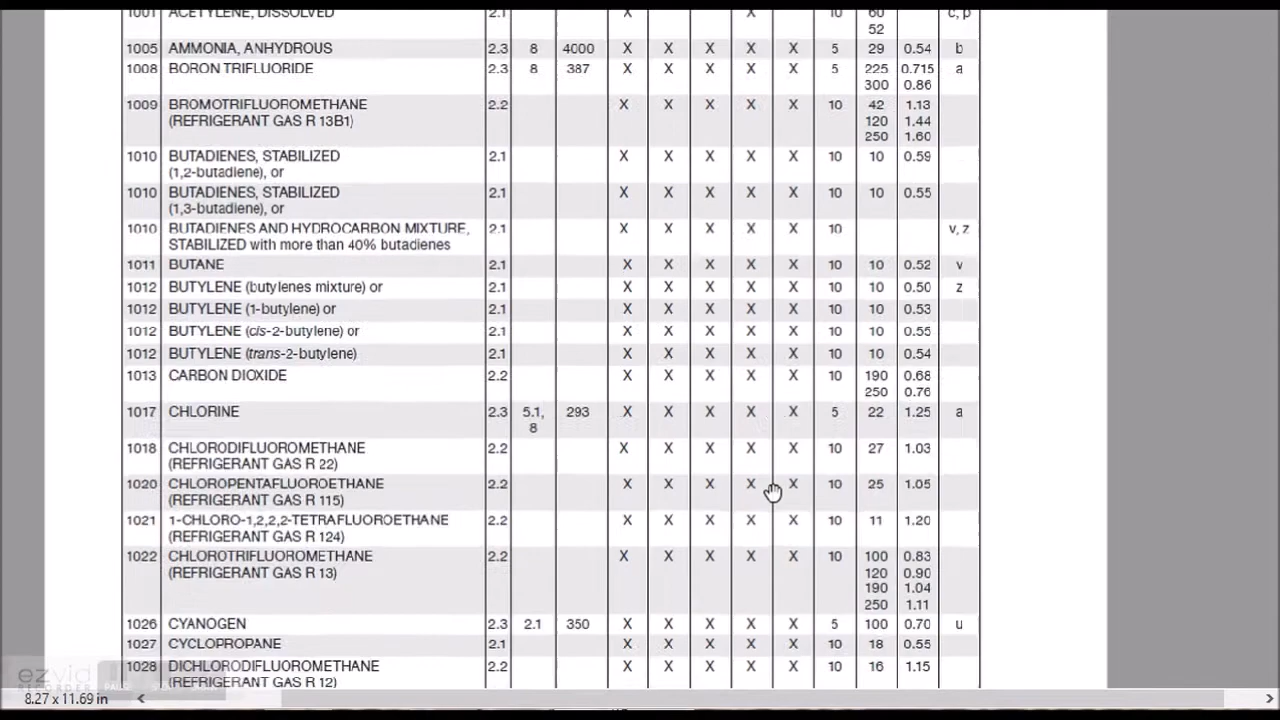 1001 ACETYLENE, DISSOLVED 2.1 X X 10 60 c, p
52
1005 AMMONIA, ANHYDROUS 2.3 8 4000 X X X X X 5 29 0.54 b
1008 BORON TRIFLUORIDE 2.3 8 387 X X X X X 5 225 0.715 a
300 0.86
1009 BROMOTRIFLUOROMETHANE 2.2 X X X X X 10 42 1.13
(REFRIGERANT GAS R 13B1) 120 1.44
250 1.60
1010 BUTADIENES, STABILIZED 2.1 X X X X X 10 10 0.59
(1,2-butadiene), or
1010 BUTADIENES, STABILIZED 2.1 X X X X X 10 10 0.55
(1,3-butadiene), or
1010 BUTADIENES AND HYDROCARBON MIXTURE, 2.1 X X X X X 10 v, z
STABILIZED with more than 40% butadienes
1011 BUTANE 2.1 X X X X X 10 10 0.52 v
1012 BUTYLENE (butylenes mixture) or 2.1 X X X X X 10 10 0.50 z
1012 BUTYLENE (1-butylene) or 2.1 X X X X X 10 10 0.53
1012 BUTYLENE (cis-2-butylene) or 2.1 X X X X X 10 10 0.55
1012 BUTYLENE (trans-2-butylene) 2.1 X X X X X 10 10 0.54
1013 CARBON DIOXIDE 2.2 X X X X X 10 190 0.68
250 0.76
1017 CHLORINE 2.3 5.1, 293 X X X X X 5 22 1.25 a
8
1018 CHLORODIFLUOROMETHANE 2.2 X X X X X 10 27 1.03
(REFRIGERANT GAS R 22)
1020 CHLOROPENTAFLUOROETHANE 2.2 X X X X X 10 25 1.05
(REFRIGERANT GAS R 115)
1021 1-CHLORO-1,2,2,2-TETRAFLUOROETHANE 2.2 X X X X X 10 11 1.20
(REFRIGERANT GAS R 124)
1022 CHLOROTRIFLUOROMETHANE 2.2 X X X X X 10 100 0.83
(REFRIGERANT GAS R 13) 120 0.90
190 1.04
250 1.11
1026 CYANOGEN 2.3 2.1 350 X X X X X 5 100 0.70 u
1027 CYCLOPROPANE 2.1 X X X X X 10 18 0.55
1028 DICHLORODIFLUOROMETHANE 2.2 X X X X X 10 16 1.15
(REFRIGERANT GAS R 12)
ezvid
RECORDER
8.27 x 11.69 in